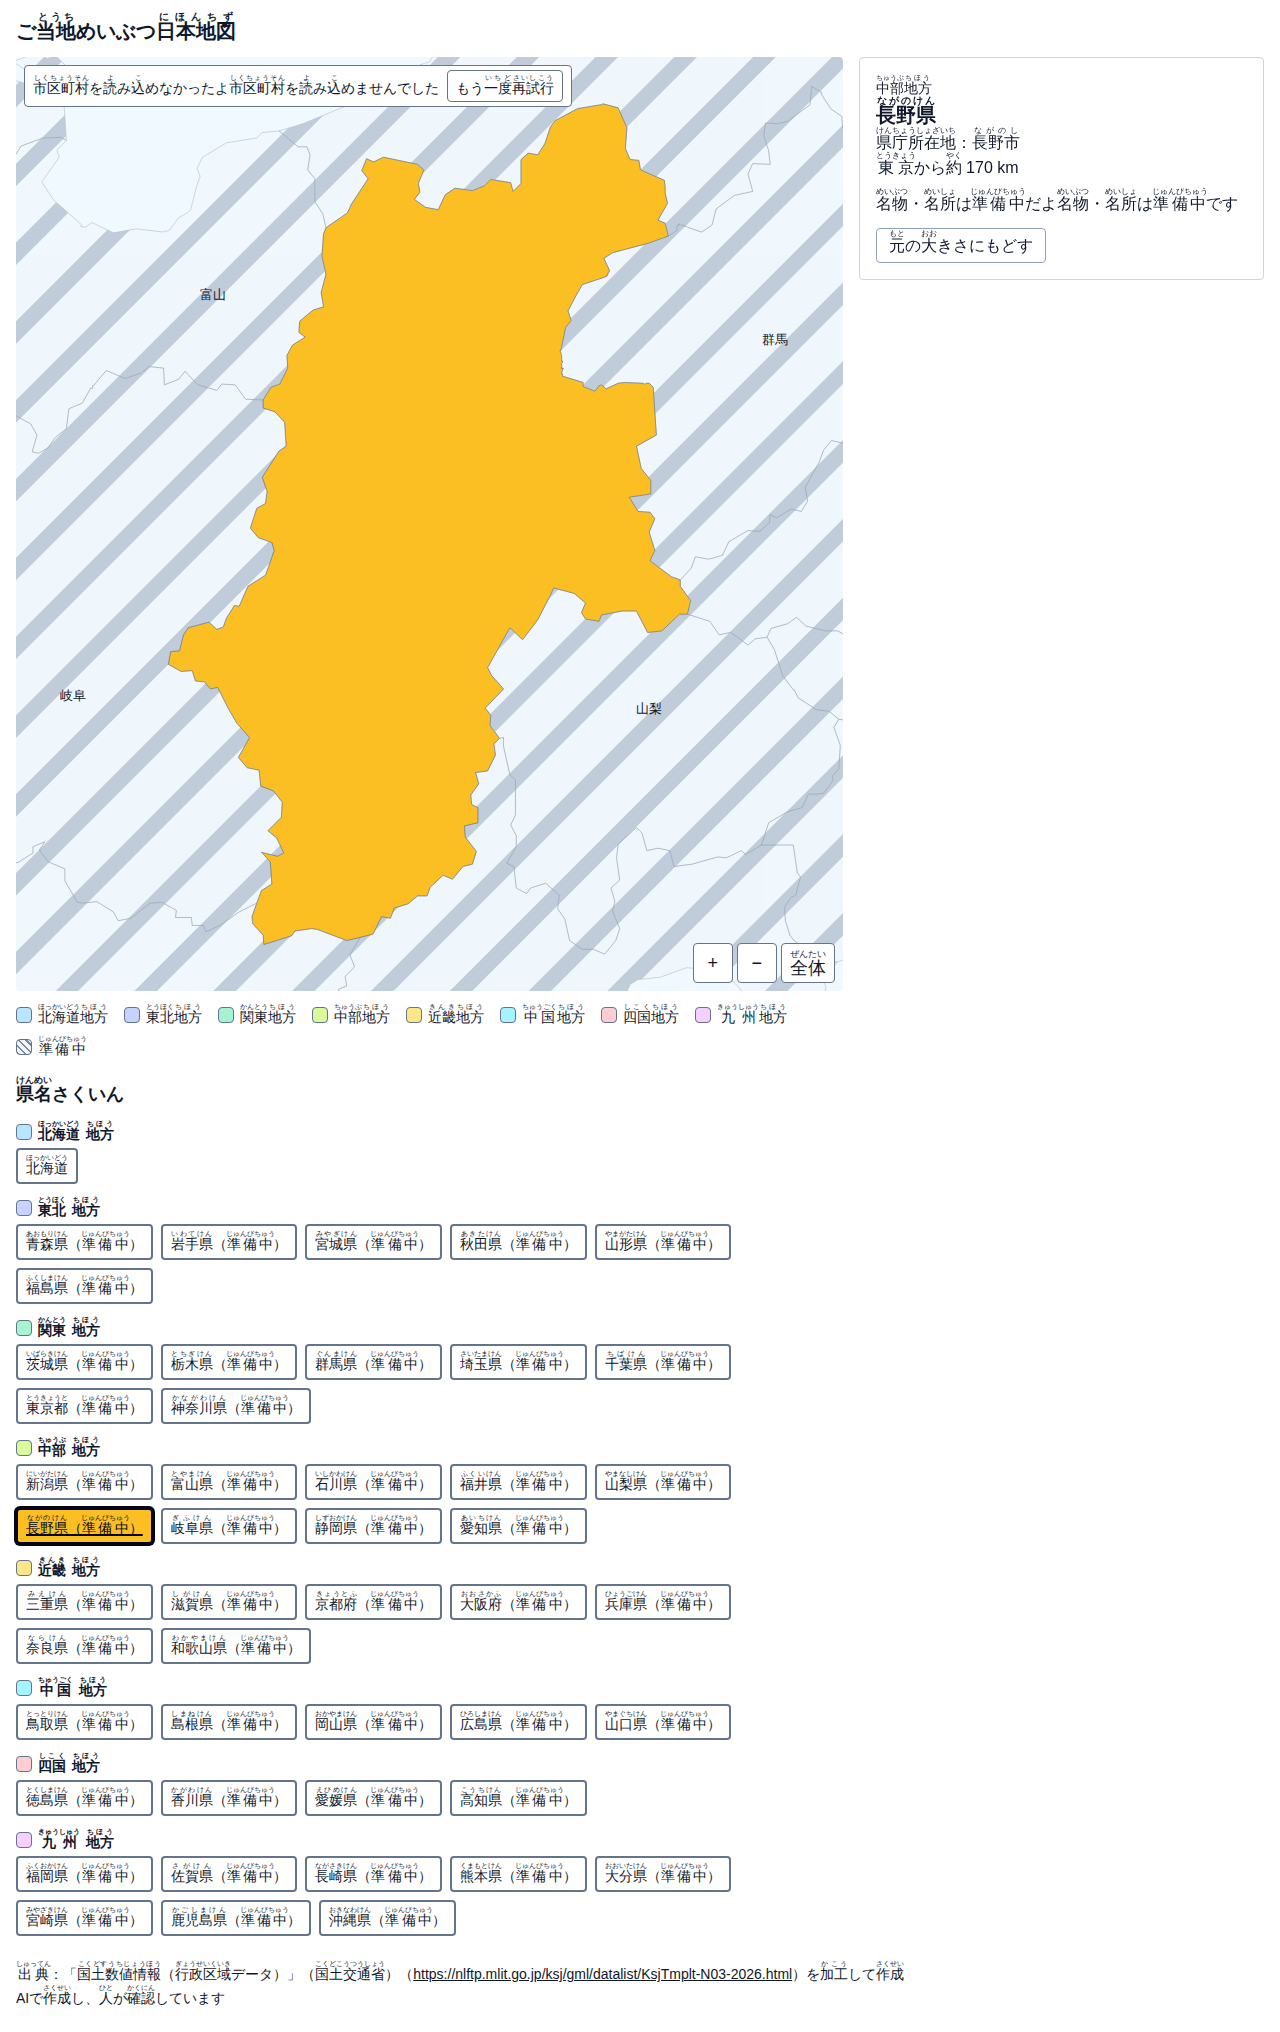 ご当地めいぶつ日本地図
市区町村を読み込めなかったよ市区町村を読み込めませんでした もう一度再試行
富山
群馬
岐阜
山梨
+ − 全体
中部地方
長野県
県庁所在地：長野市
東京から約 170 km
名物・名所は準備中だよ名物・名所は準備中です
元の大きさにもどす
北海道地方 東北地方 関東地方 中部地方 近畿地方 中国地方 四国地方 九州地方
準備中
県名さくいん
北海道 地方
北海道
東北 地方
青森県（準備中） 岩手県（準備中） 宮城県（準備中） 秋田県（準備中） 山形県（準備中）
福島県（準備中）
関東 地方
茨城県（準備中） 栃木県（準備中） 群馬県（準備中） 埼玉県（準備中） 千葉県（準備中）
東京都（準備中） 神奈川県（準備中）
中部 地方
新潟県（準備中） 富山県（準備中） 石川県（準備中） 福井県（準備中） 山梨県（準備中）
長野県（準備中） 岐阜県（準備中） 静岡県（準備中） 愛知県（準備中）
近畿 地方
三重県（準備中） 滋賀県（準備中） 京都府（準備中） 大阪府（準備中） 兵庫県（準備中）
奈良県（準備中） 和歌山県（準備中）
中国 地方
鳥取県（準備中） 島根県（準備中） 岡山県（準備中） 広島県（準備中） 山口県（準備中）
四国 地方
徳島県（準備中） 香川県（準備中） 愛媛県（準備中） 高知県（準備中）
九州 地方
福岡県（準備中） 佐賀県（準備中） 長崎県（準備中） 熊本県（準備中） 大分県（準備中）
宮崎県（準備中） 鹿児島県（準備中） 沖縄県（準備中）
出典：「国土数値情報（行政区域データ）」（国土交通省）（https://nlftp.mlit.go.jp/ksj/gml/datalist/KsjTmplt-N03-2026.html）を加工して作成
AIで作成し、人が確認しています